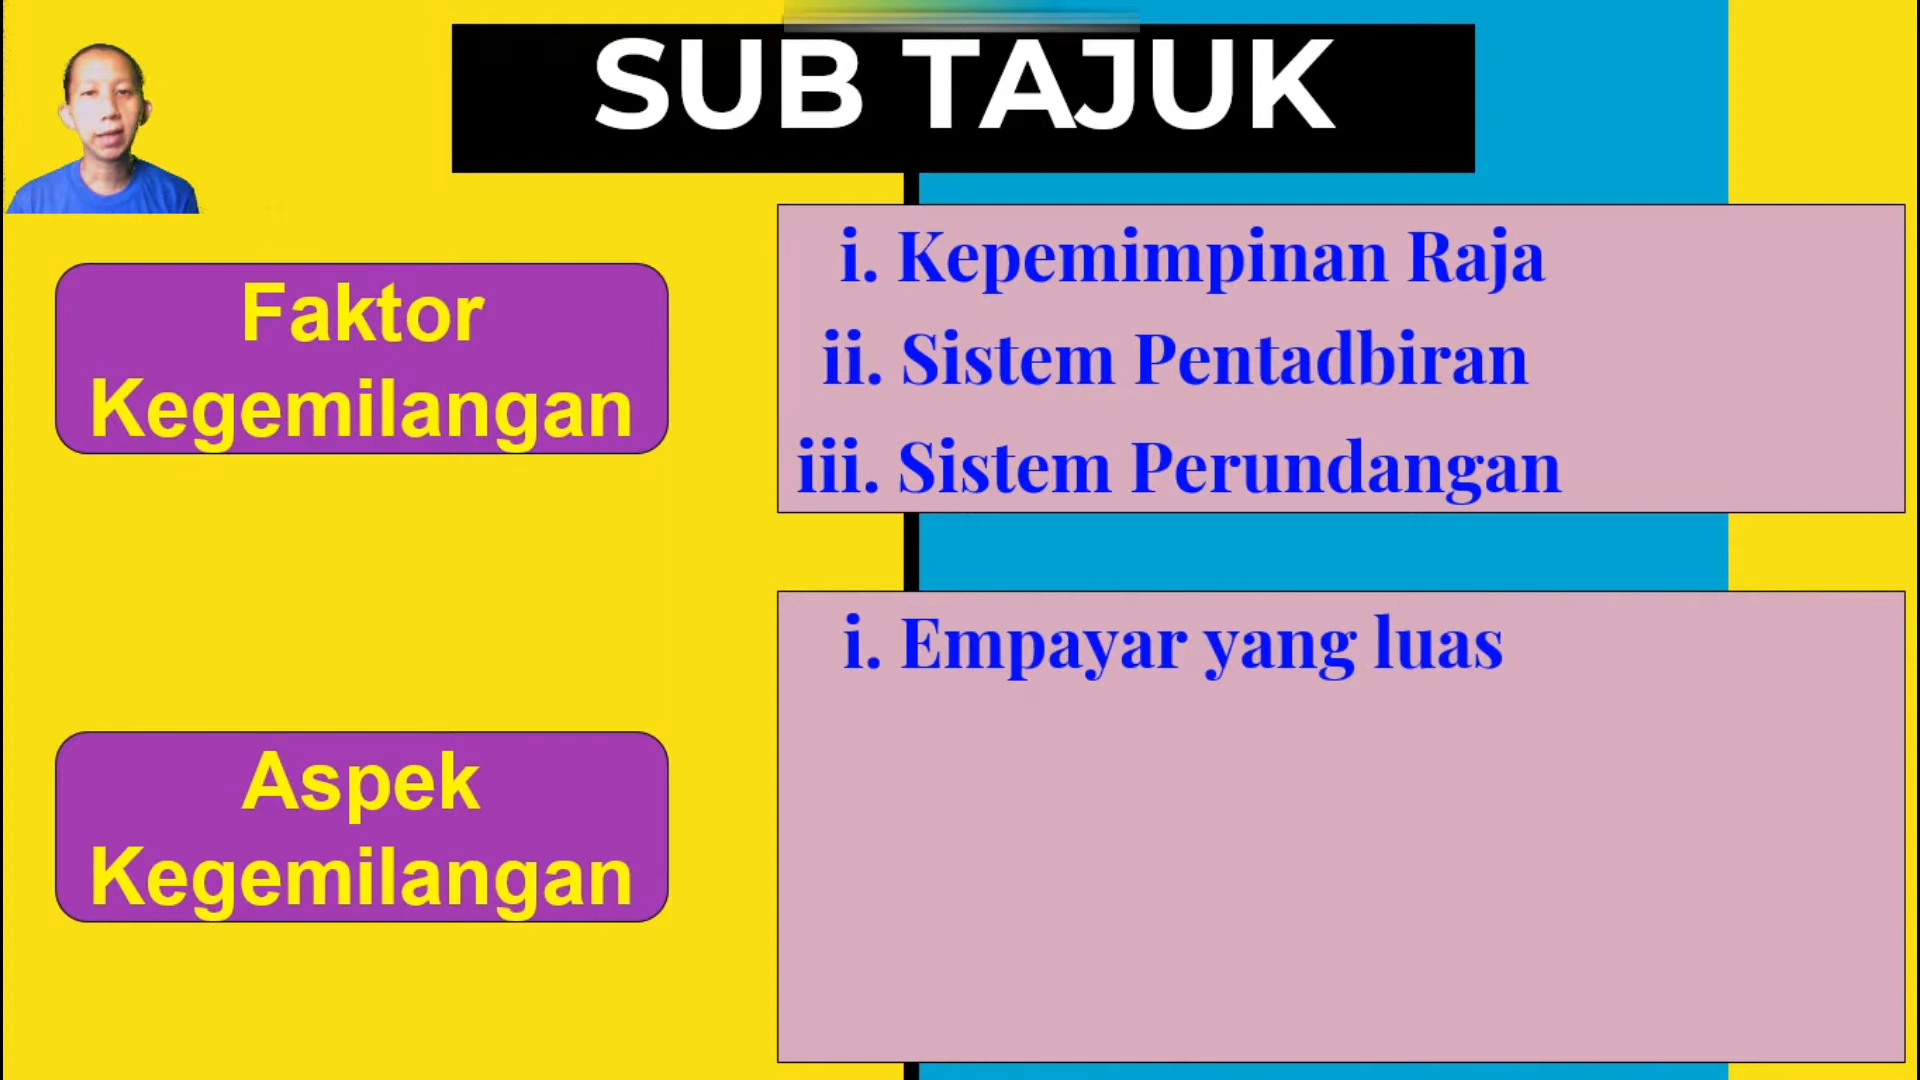 SUB TAJUK
Faktor
Kegemilangan
i. Kepemimpinan Raja
ii. Sistem Pentadbiran
iii. Sistem Perundangan
Aspek
Kegemilangan
i. Empayar yang luas